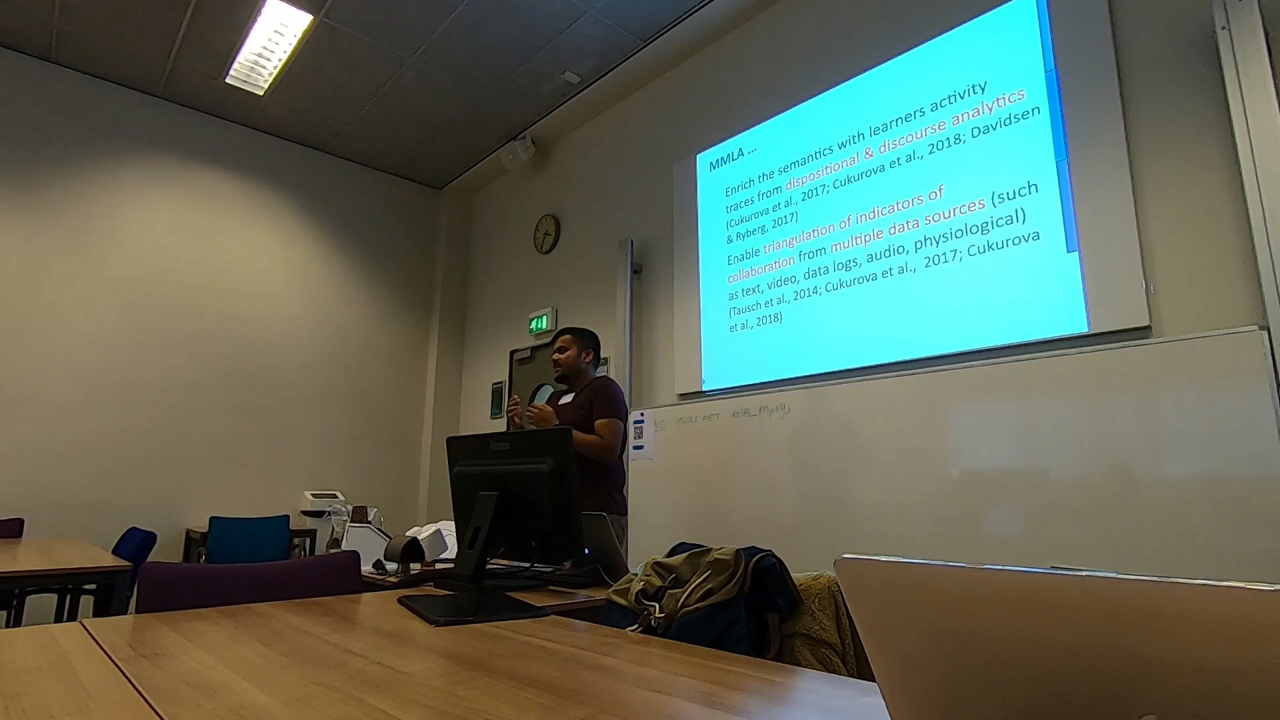 MMLA ...
Enrich the semantics with learners activity
traces from dispositional & discourse analytics
(Cukurova et al., 2017; Cukurova et al., 2018; Davidsen
& Ryberg, 2017)
Enable triangulation of indicators of
collaboration from multiple data sources (such
as text, video, data logs, audio, physiological)
(Tausch et al., 2014; Cukurova et al., 2017; Cukurova
et al., 2018)